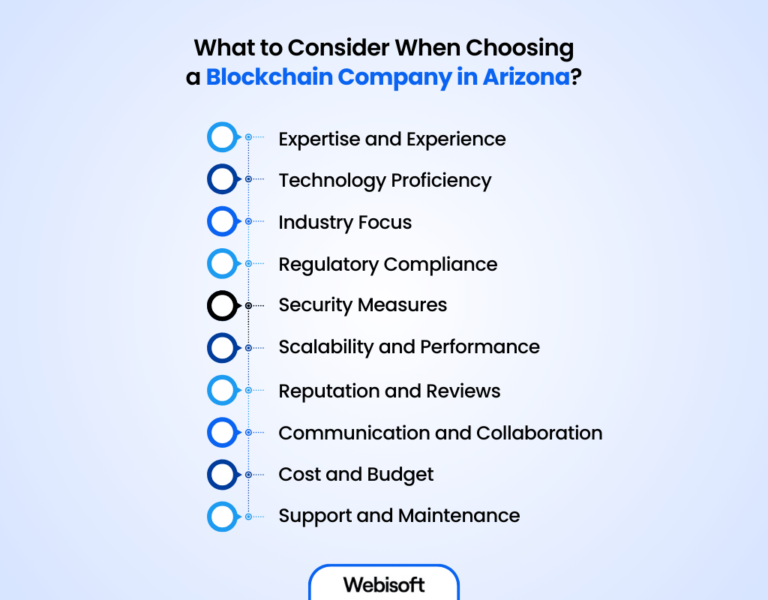 What to Consider When Choosing
a Blockchain Company in Arizona?
Expertise and Experience
Technology Proficiency
Industry Focus
Regulatory Compliance
Security Measures
Scalability and Performance
Reputation and Reviews
Communication and Collaboration
Cost and Budget
Support and Maintenance
Webisoft